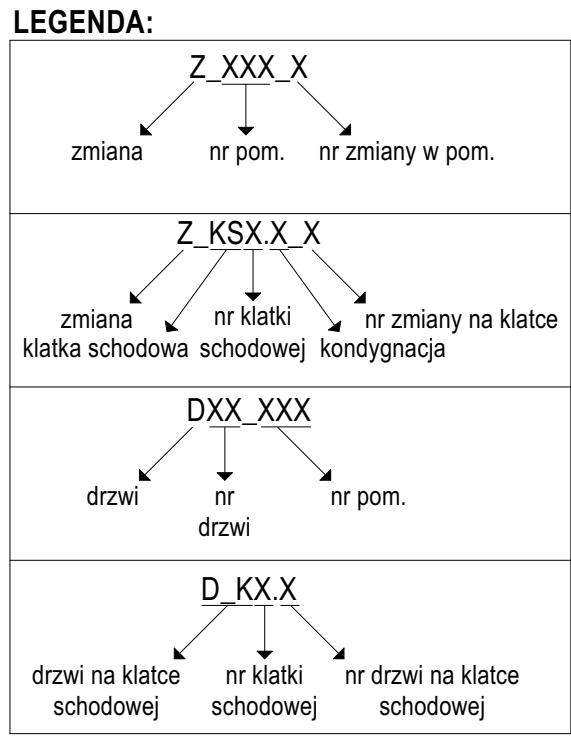 LEGENDA:
Z_XXX_X
zmiana nr pom. nr zmiany w pom.
Z_KSX.X_X
zmiana nr klatki nr zmiany na klatce
klatka schodowa schodowej kondygnacja
DXX_XXX
drzwi nr nr pom.
drzwi
D_KX.X
drzwi na klatce nr klatki nr drzwi na klatce
schodowej schodowej schodowej